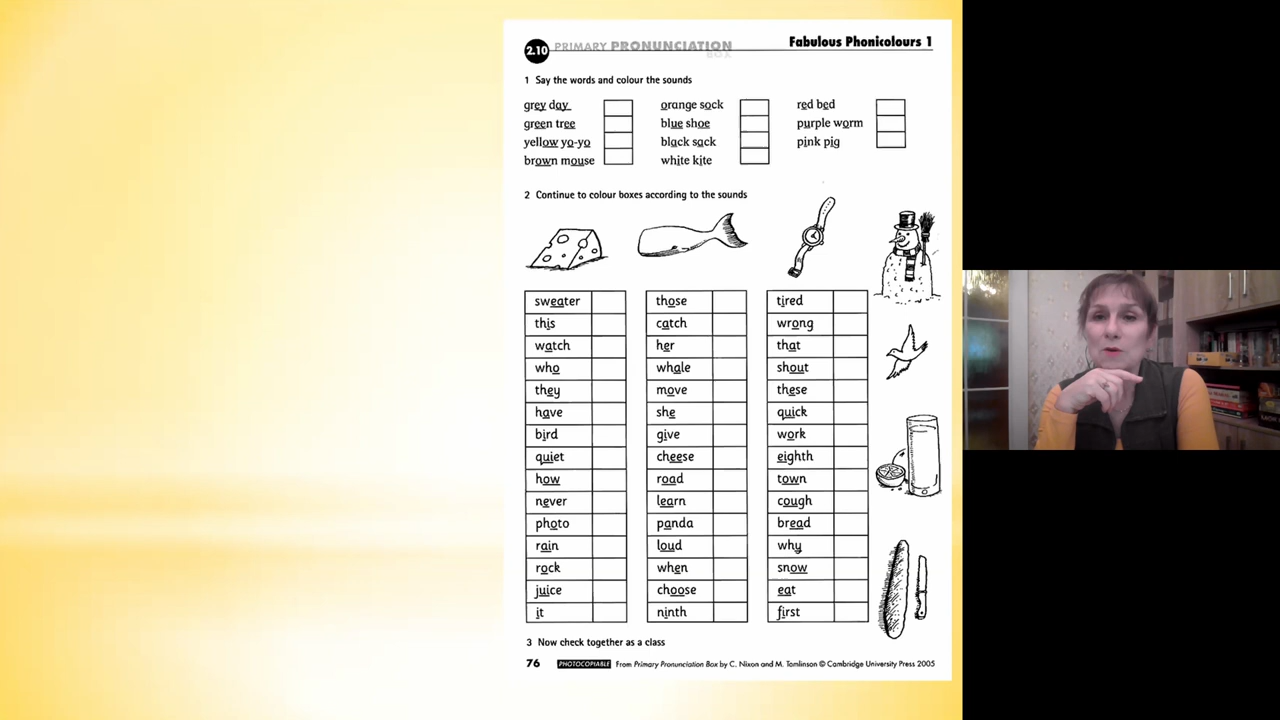 2.10 PRIMARY PRONUNCIATION BOX Fabulous Phonicolours 1
1 Say the words and colour the sounds
grey day orange sock red bed
green tree blue shoe purple worm
yellow yo-yo black sack pink pig
brown mouse white kite
2 Continue to colour boxes according to the sounds
sweater those tired
this catch wrong
watch her that
who whale shout
they move these
have she quick
bird give work
quiet cheese eighth
how road town
never learn cough
photo panda bread
rain loud why
rock when snow
juice choose eat
it ninth first
3 Now check together as a class
76 PHOTOCOPIABLE From Primary Pronunciation Box by C. Nixon and M. Tomlinson © Cambridge University Press 2005